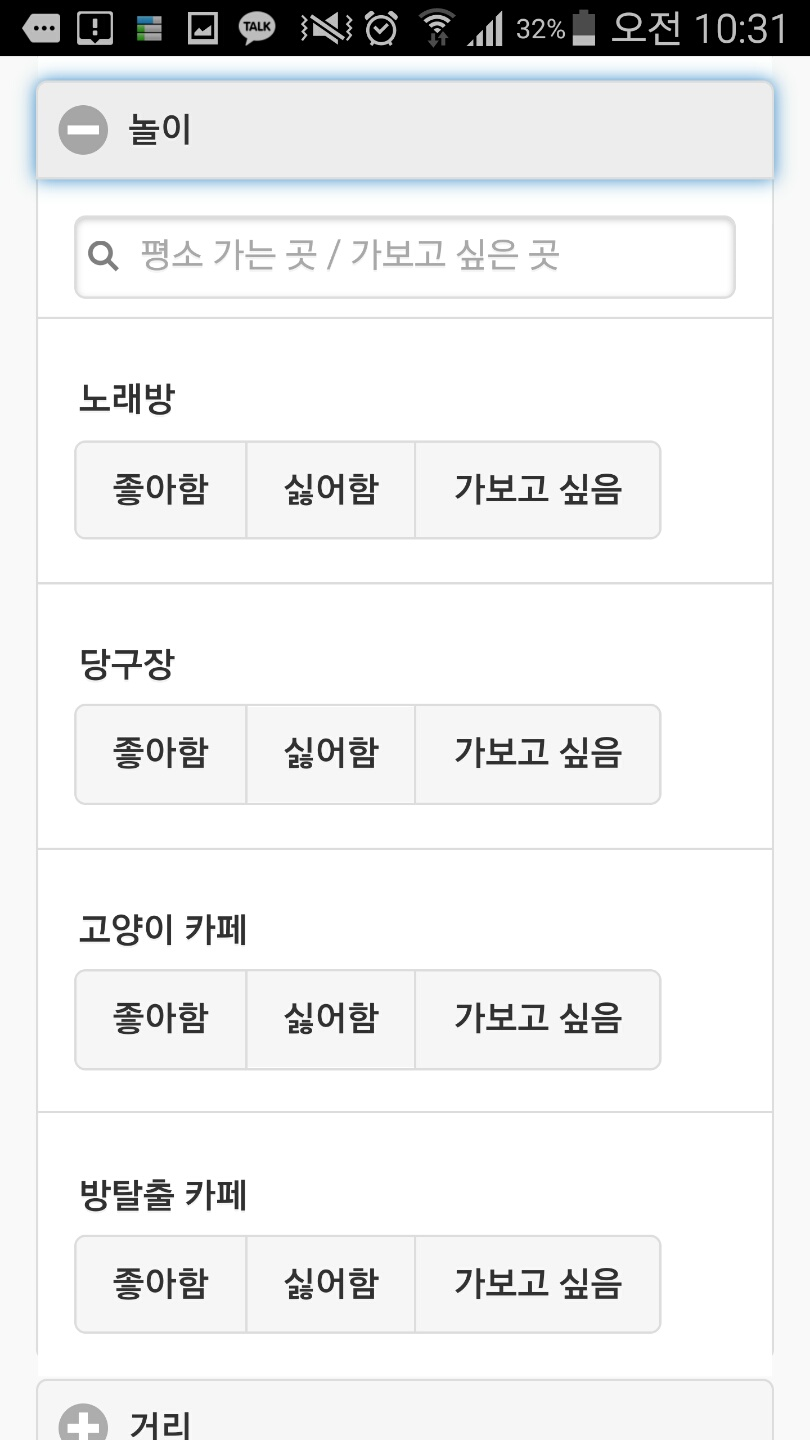 TALK 32% 오전 10:31
놀이
평소 가는 곳 / 가보고 싶은 곳
노래방
좋아함 싫어함 가보고 싶음
당구장
좋아함 싫어함 가보고 싶음
고양이 카페
좋아함 싫어함 가보고 싶음
방탈출 카페
좋아함 싫어함 가보고 싶음
거리